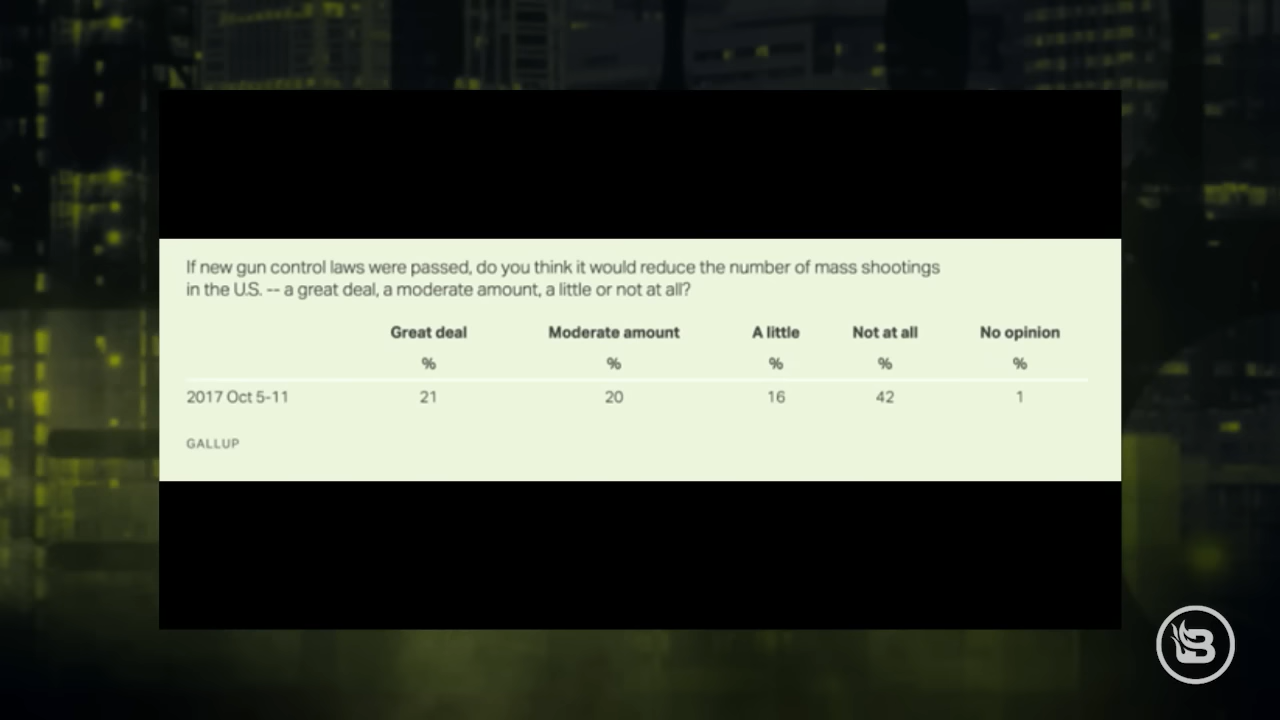 If new gun control laws were passed, do you think it would reduce the number of mass shootings
in the U.S. -- a great deal, a moderate amount, a little or not at all?
Great deal Moderate amount A little Not at all No opinion
% % % % %
2017 Oct 5-11 21 20 16 42 1
GALLUP
B